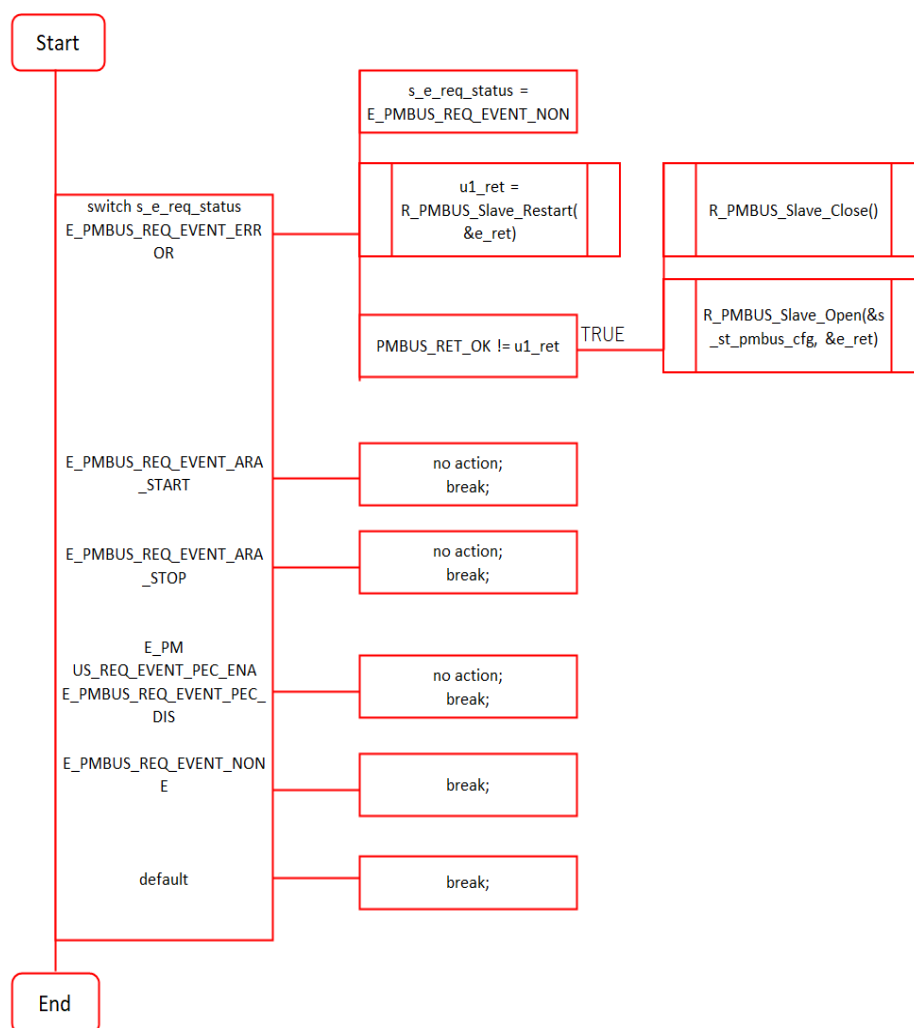 Start
s_e_req_status =
E_PMBUS_REQ_EVENT_NON
switch s_e_req_status
E_PMBUS_REQ_EVENT_ERR
OR
u1_ret =
R_PMBUS_Slave_Restart(
&e_ret)
R_PMBUS_Slave_Close()
PMBUS_RET_OK != u1_ret
TRUE
R_PMBUS_Slave_Open(&s
_st_pmbus_cfg, &e_ret)
E_PMBUS_REQ_EVENT_ARA
_START
no action;
break;
E_PMBUS_REQ_EVENT_ARA
_STOP
no action;
break;
E_PM
US_REQ_EVENT_PEC_ENA
E_PMBUS_REQ_EVENT_PEC_
DIS
no action;
break;
E_PMBUS_REQ_EVENT_NON
E
break;
default
break;
End